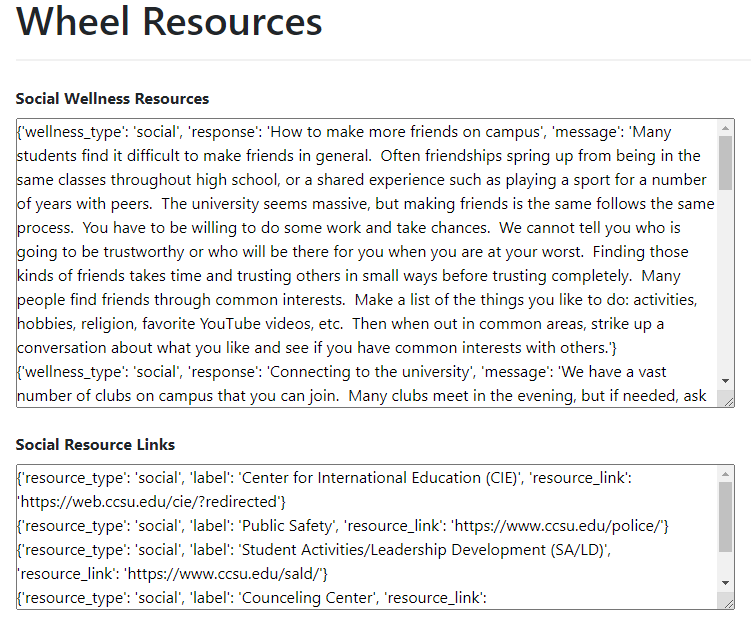 Wheel Resources
Social Wellness Resources
{'wellness_type': 'social', 'response': 'How to make more friends on campus', 'message': 'Many
students find it difficult to make friends in general.  Often friendships spring up from being in the
same classes throughout high school, or a shared experience such as playing a sport for a number
of years with peers.  The university seems massive, but making friends is the same follows the same
process.  You have to be willing to do some work and take chances.  We cannot tell you who is
going to be trustworthy or who will be there for you when you are at your worst.  Finding those
kinds of friends takes time and trusting others in small ways before trusting completely.  Many
people find friends through common interests.  Make a list of the things you like to do: activities,
hobbies, religion, favorite YouTube videos, etc.  Then when out in common areas, strike up a
conversation about what you like and see if you have common interests with others.'}
{'wellness_type': 'social', 'response': 'Connecting to the university', 'message': 'We have a vast
number of clubs on campus that you can join.  Many clubs meet in the evening, but if needed, ask
Social Resource Links
{'resource_type': 'social', 'label': 'Center for International Education (CIE)', 'resource_link':
'https://web.ccsu.edu/cie/?redirected'}
{'resource_type': 'social', 'label': 'Public Safety', 'resource_link': 'https://www.ccsu.edu/police/'}
{'resource_type': 'social', 'label': 'Student Activities/Leadership Development (SA/LD)',
'resource_link': 'https://www.ccsu.edu/sald/'}
{'resource_type': 'social', 'label': 'Counceling Center', 'resource_link':